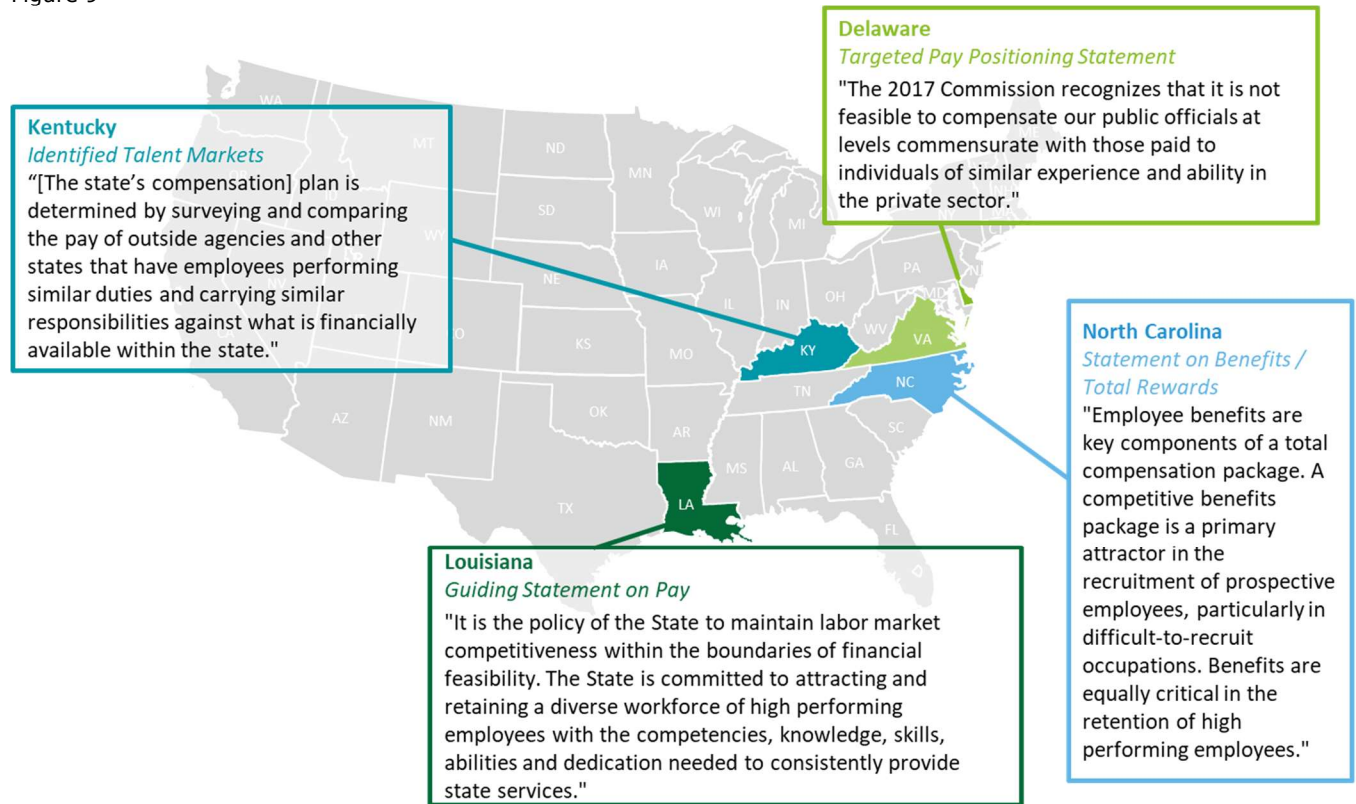 Figure 9
Delaware
Targeted Pay Positioning Statement
"The 2017 Commission recognizes that it is not
feasible to compensate our public officials at
levels commensurate with those paid to
individuals of similar experience and ability in
the private sector."
Kentucky
Identified Talent Markets
“[The state’s compensation] plan is
determined by surveying and comparing
the pay of outside agencies and other
states that have employees performing
similar duties and carrying similar
responsibilities against what is financially
available within the state."
North Carolina
Statement on Benefits /
Total Rewards
"Employee benefits are
key components of a total
compensation package. A
competitive benefits
package is a primary
attractor in the
recruitment of prospective
employees, particularly in
difficult-to-recruit
occupations. Benefits are
equally critical in the
retention of high
performing employees."
Louisiana
Guiding Statement on Pay
"It is the policy of the State to maintain labor market
competitiveness within the boundaries of financial
feasibility. The State is committed to attracting and
retaining a diverse workforce of high performing
employees with the competencies, knowledge, skills,
abilities and dedication needed to consistently provide
state services."
WA
MT
ND
MN
WI
MI
SD
WY
IA
NE
PA
MD
IL
IN
OH
WV
VA
KS
MO
KY
NC
TN
AZ
NM
OK
AR
SC
MS
AL
GA
TX
LA
FL
ME
NY